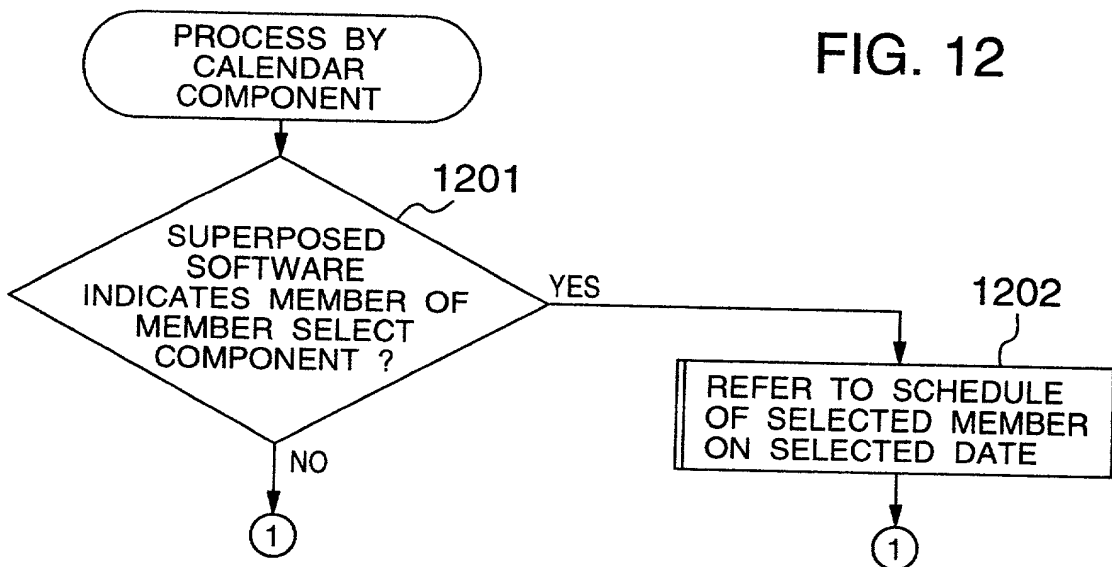 PROCESS BY
CALENDAR
COMPONENT
FIG. 12
1201
SUPERPOSED
SOFTWARE
INDICATES MEMBER OF
MEMBER SELECT
COMPONENT ?
YES
1202
REFER TO SCHEDULE
OF SELECTED MEMBER
ON SELECTED DATE
NO
1
1